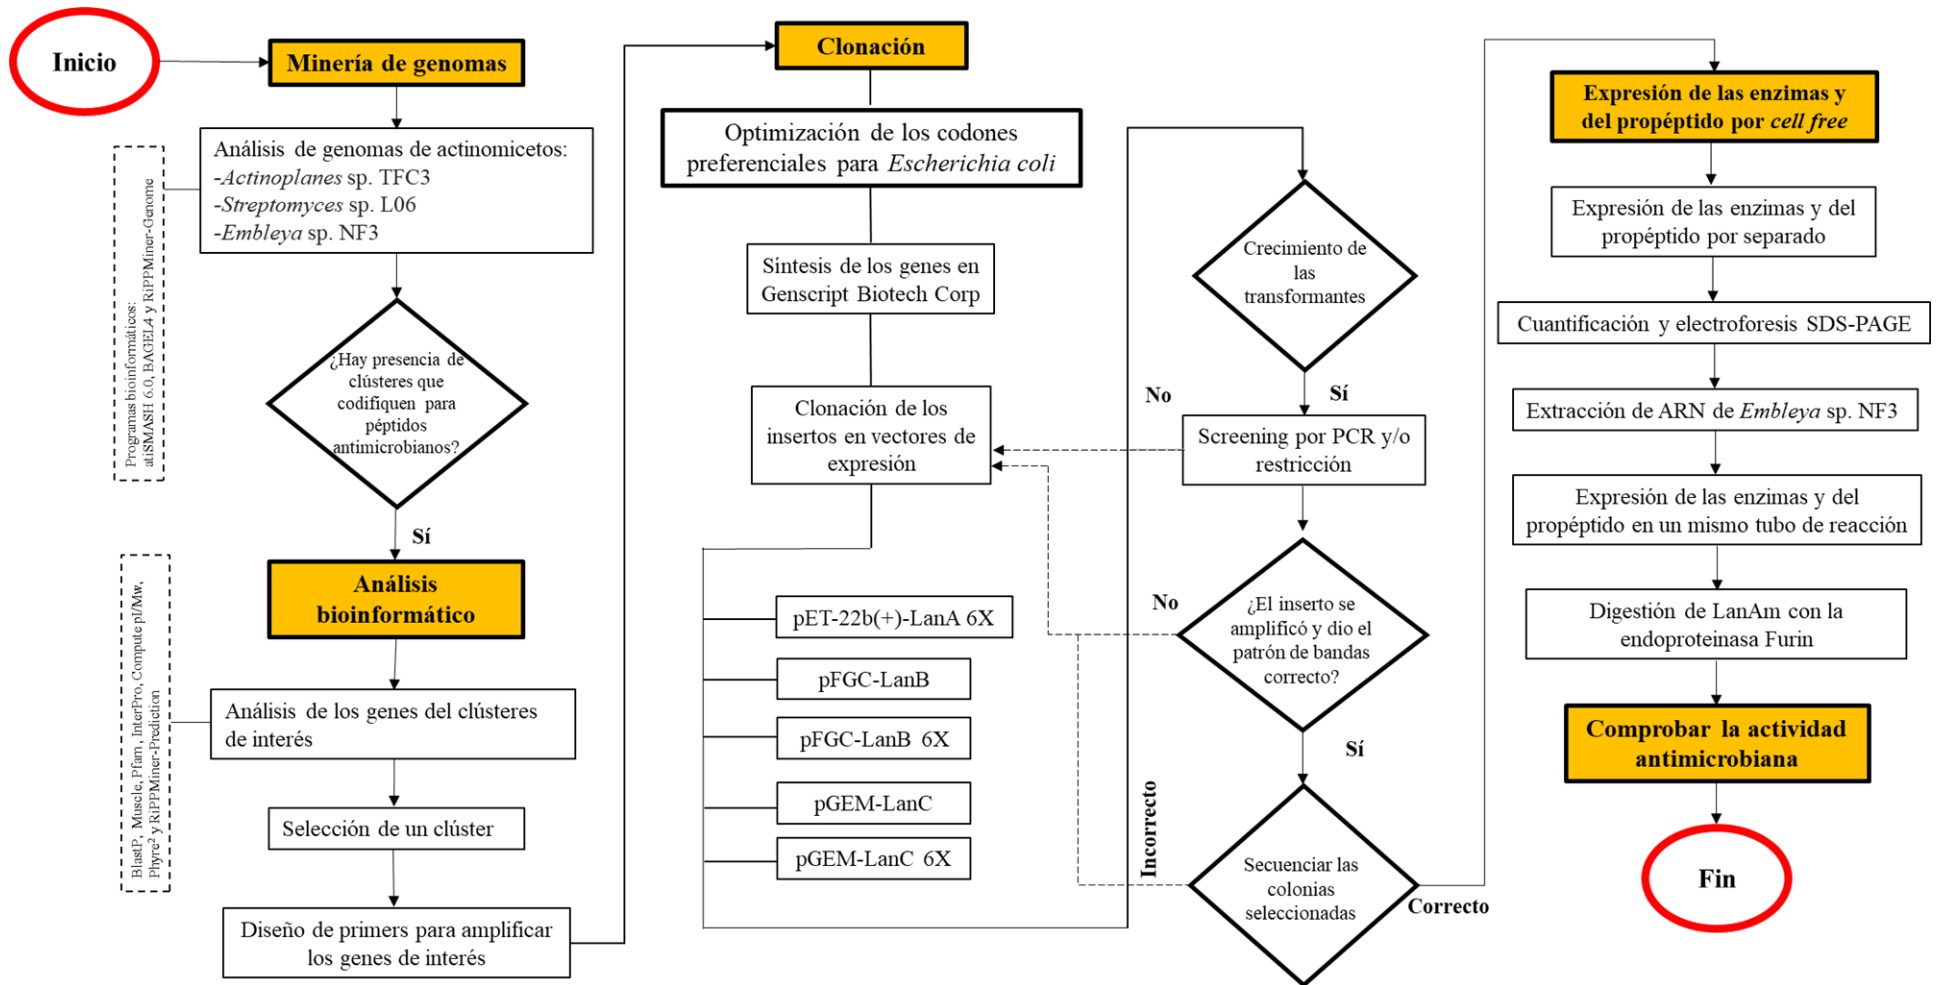 Inicio
Minería de genomas
Análisis de genomas de actinomicetos:
-Actinoplanes sp. TFC3
-Streptomyces sp. L06
-Embleya sp. NF3
Programas bioinformáticos:
atiSMASH 6.0, BAGEL4 y RiPPMiner-Genome
¿Hay presencia de
clústeres que
codifiquen para
péptidos
antimicrobianos?
Sí
Análisis
bioinformático
BlastP, Muscle, Pfam, InterPro, Compute pI/Mw,
Phyre² y RiPPMiner-Prediction
Análisis de los genes del clústeres
de interés
Selección de un clúster
Diseño de primers para amplificar
los genes de interés
Clonación
Optimización de los codones
preferenciales para Escherichia coli
Síntesis de los genes en
Genscript Biotech Corp
Clonación de los
insertos en vectores de
expresión
pET-22b(+)-LanA 6X
pFGC-LanB
pFGC-LanB 6X
pGEM-LanC
pGEM-LanC 6X
Crecimiento de
las
transformantes
No
Sí
Screening por PCR y/o
restricción
No
¿El inserto se
amplificó y dio el
patrón de bandas
correcto?
Sí
Incorrecto
Secuenciar las
colonias
seleccionadas
Correcto
Expresión de las enzimas y
del propéptido por cell free
Expresión de las enzimas y del
propéptido por separado
Cuantificación y electroforesis SDS-PAGE
Extracción de ARN de Embleya sp. NF3
Expresión de las enzimas y del
propéptido en un mismo tubo de reacción
Digestión de LanAm con la
endoproteinasa Furin
Comprobar la actividad
antimicrobiana
Fin